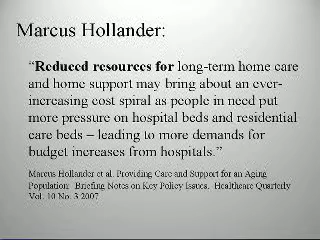 Marcus Hollander:
“Reduced resources for long-term home care
and home support may bring about an ever-
increasing cost spiral as people in need put
more pressure on hospital beds and residential
care beds – leading to more demands for
budget increases from hospitals.”
Marcus Hollander et al. Providing Care and Support for an Aging
Population: Briefing Notes on Key Policy Issues. Healthcare Quarterly
Vol. 10 No. 3 2007